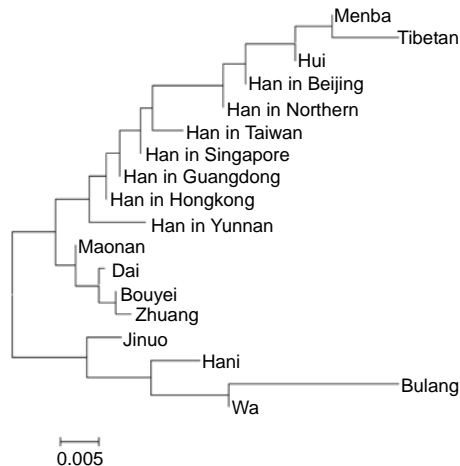 Menba
Tibetan
Hui
Han in Beijing
Han in Northern
Han in Taiwan
Han in Singapore
Han in Guangdong
Han in Hongkong
Han in Yunnan
Maonan
Dai
Bouyei
Zhuang
Jinuo
Hani
Bulang
Wa
0.005